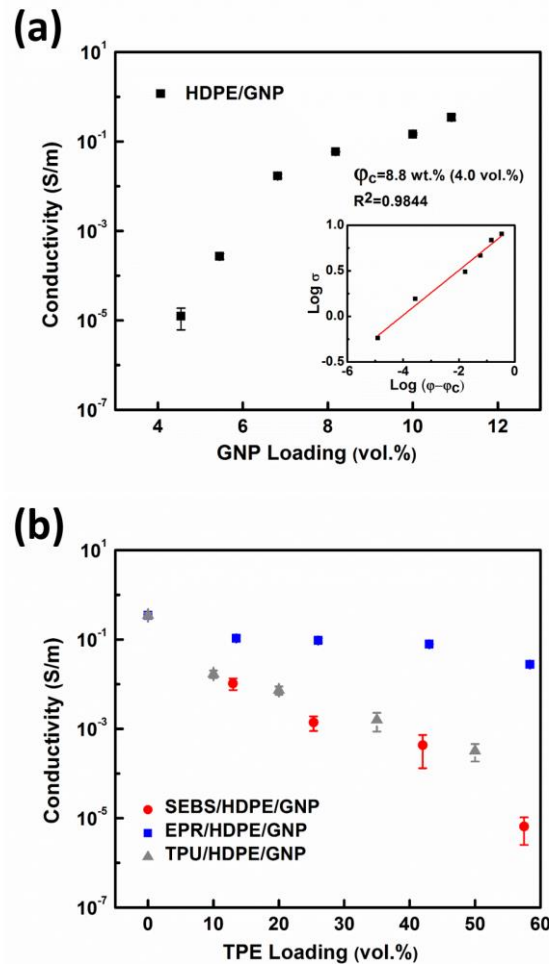 (a)
10^1
10^-1
10^-3
10^-5
10^-7
Conductivity (S/m)
HDPE/GNP
φc=8.8 wt.% (4.0 vol.%)
R^2=0.9844
1.0
0.5
0.0
-0.5
Log σ
-6 -4 -2 0
Log (φ-φc)
4 6 8 10 12
GNP Loading (vol.%)
(b)
10^1
10^-1
10^-3
10^-5
10^-7
Conductivity (S/m)
SEBS/HDPE/GNP
EPR/HDPE/GNP
TPU/HDPE/GNP
0 10 20 30 40 50 60
TPE Loading (vol.%)